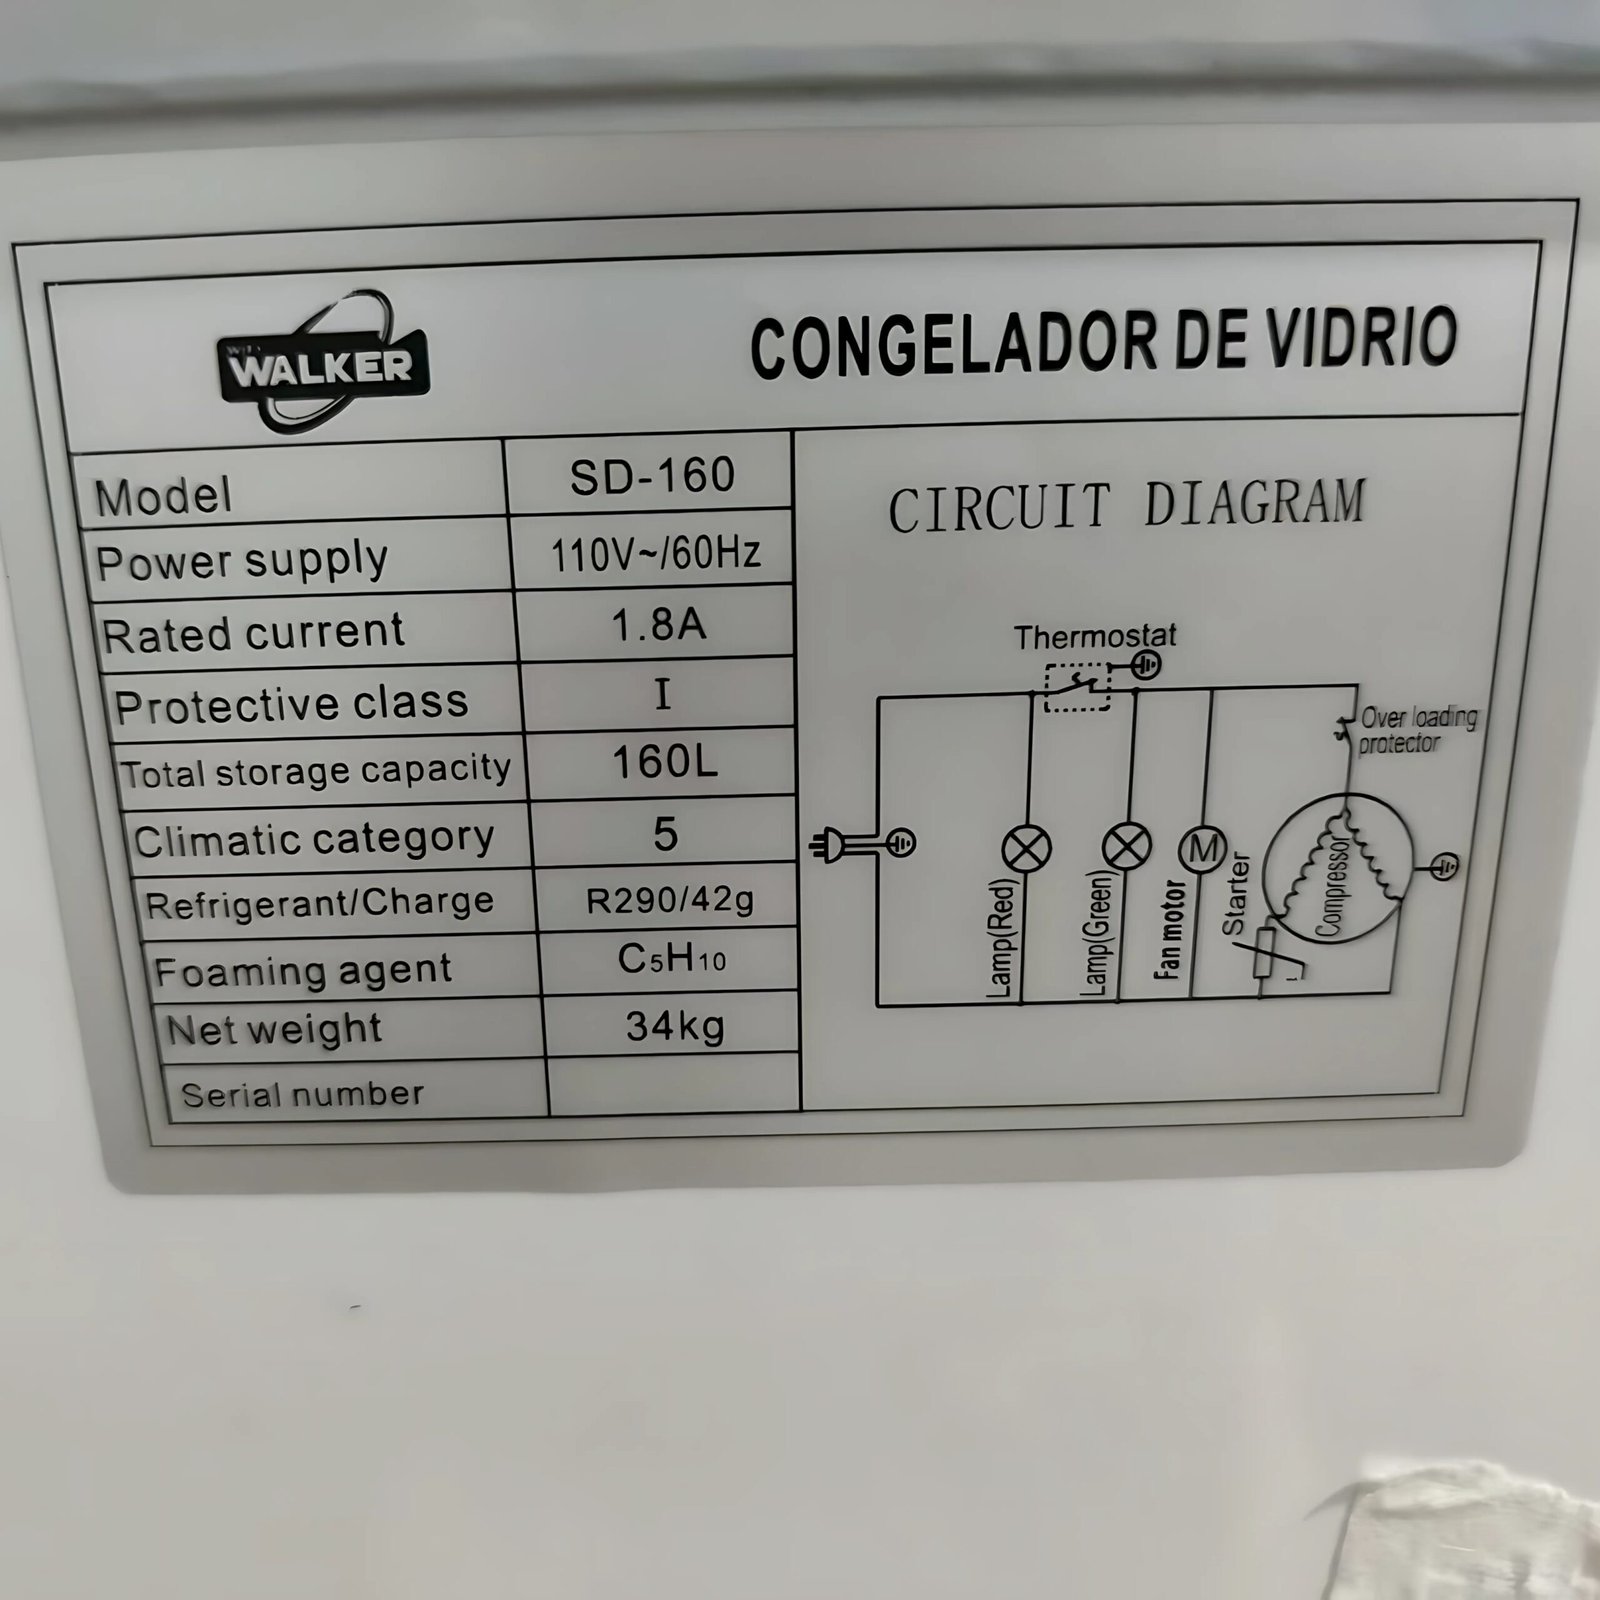 WALKER
CONGELADOR DE VIDRIO
Model SD-160
Power supply 110V~/60Hz
Rated current 1.8A
Protective class I
Total storage capacity 160L
Climatic category 5
Refrigerant/Charge R290/42g
Foaming agent C₅H₁₀
Net weight 34kg
Serial number
CIRCUIT DIAGRAM
Thermostat
Over loading
protector
Lamp(Red)
Lamp(Green)
M
Fan motor
Starter
Compressor